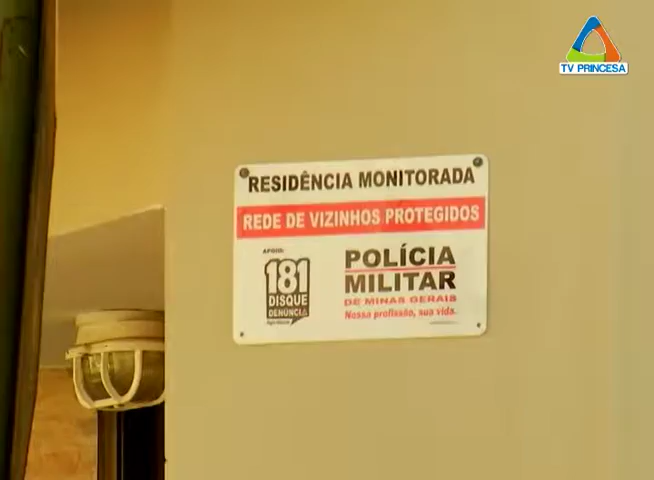 TV PRINCESA
RESIDÊNCIA MONITORADA
REDE DE VIZINHOS PROTEGIDOS
APOIO:
181
DISQUE
DENÚNCIA
POLÍCIA
MILITAR
DE MINAS GERAIS
Nossa profissão, sua vida.